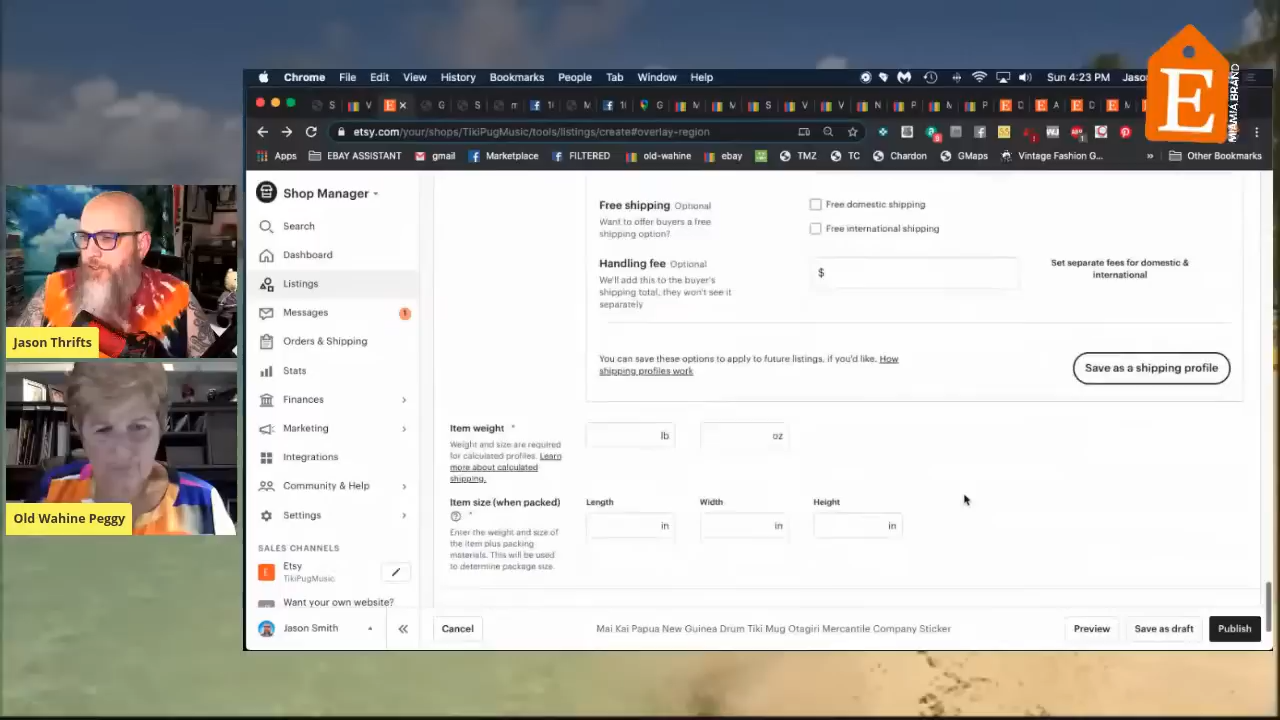 Chrome File Edit View History Bookmarks People Tab Window Help Sun 4:23 PM Jason
etsy.com/your/shops/TikiPugMusic/tools/listings/create#overlay-region
Apps EBAY ASSISTANT gmail Marketplace FILTERED old-wahine ebay TMZ TC Chardon GMaps Vintage Fashion G... » Other Bookmarks
E
Shop Manager
Search
Dashboard
Listings
Messages 1
Orders & Shipping
Stats
Finances
Marketing
Integrations
Community & Help
Settings
SALES CHANNELS
E Etsy
TikiPugMusic
Want your own website?
Jason Smith
Free shipping Optional
Want to offer buyers a free
shipping option?
Free domestic shipping
Free international shipping
Handling fee Optional
We'll add this to the buyer's
shipping total, they won't see it
separately
$
Set separate fees for domestic &
international
You can save these options to apply to future listings, if you'd like. How
shipping profiles work
Save as a shipping profile
Item weight *
Weight and size are required
for calculated profiles. Learn
more about calculated
shipping.
lb oz
Item size (when packed)
*
Enter the weight and size of
the item plus packing
materials. This will be used
to determine package size.
Length Width Height
in in in
Cancel Mai Kai Papua New Guinea Drum Tiki Mug Otagiri Mercantile Company Sticker Preview Save as draft Publish
Jason Thrifts
Old Wahine Peggy